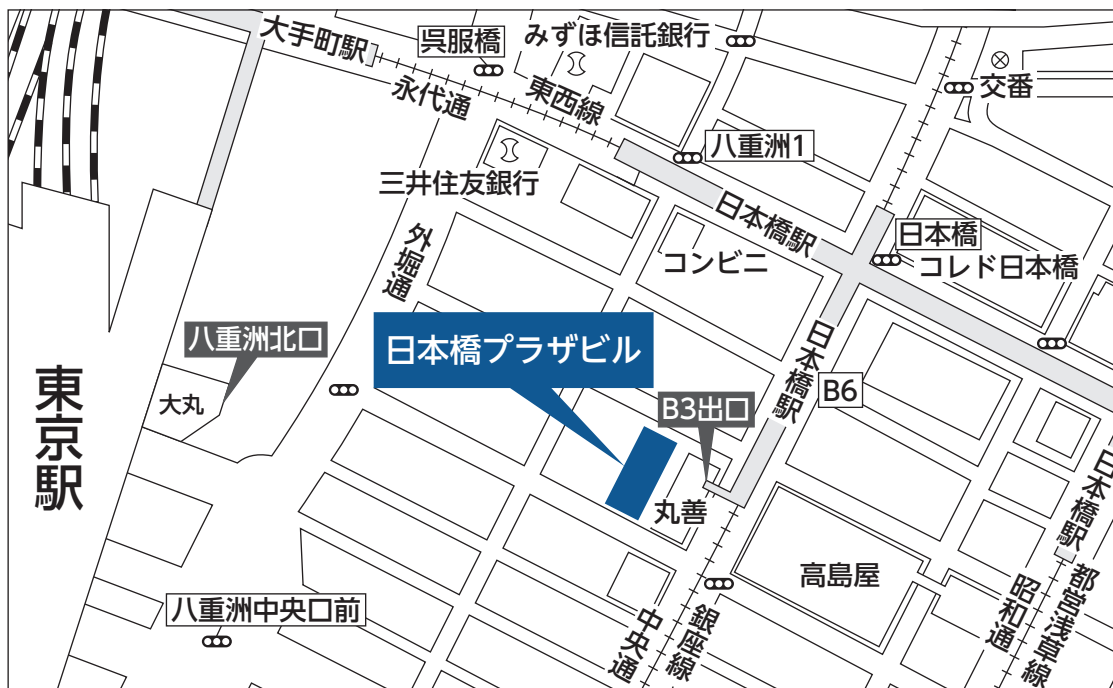 大手町駅
呉服橋
みずほ信託銀行
交番
永代通
東西線
八重洲1
三井住友銀行
日本橋駅
日本橋
コレド日本橋
外堀通
コンビニ
八重洲北口
日本橋プラザビル
日本橋駅
B6
東京駅
大丸
B3出口
丸善
日本橋駅
高島屋
八重洲中央口前
中央通
銀座線
昭和通
都営浅草線